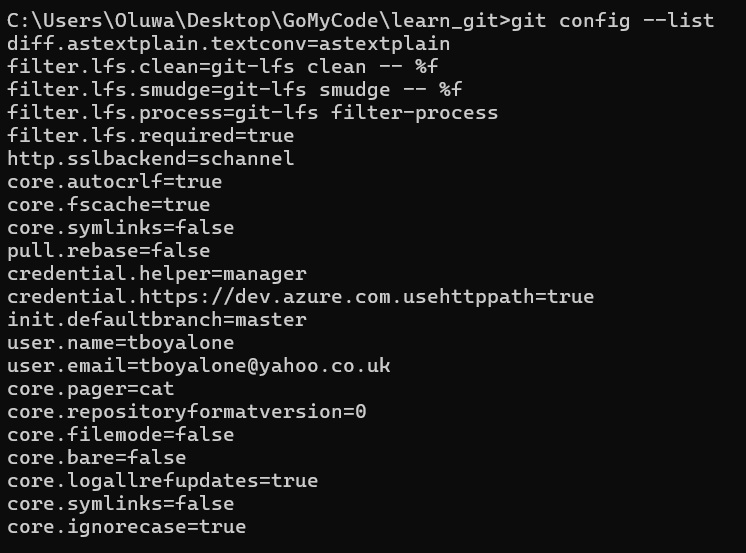 C:\Users\Oluwa\Desktop\GoMyCode\learn_git>git config --list
diff.astextplain.textconv=astextplain
filter.lfs.clean=git-lfs clean -- %f
filter.lfs.smudge=git-lfs smudge -- %f
filter.lfs.process=git-lfs filter-process
filter.lfs.required=true
http.sslbackend=schannel
core.autocrlf=true
core.fscache=true
core.symlinks=false
pull.rebase=false
credential.helper=manager
credential.https://dev.azure.com.usehttppath=true
init.defaultbranch=master
user.name=tboyalone
user.email=tboyalone@yahoo.co.uk
core.pager=cat
core.repositoryformatversion=0
core.filemode=false
core.bare=false
core.logallrefupdates=true
core.symlinks=false
core.ignorecase=true